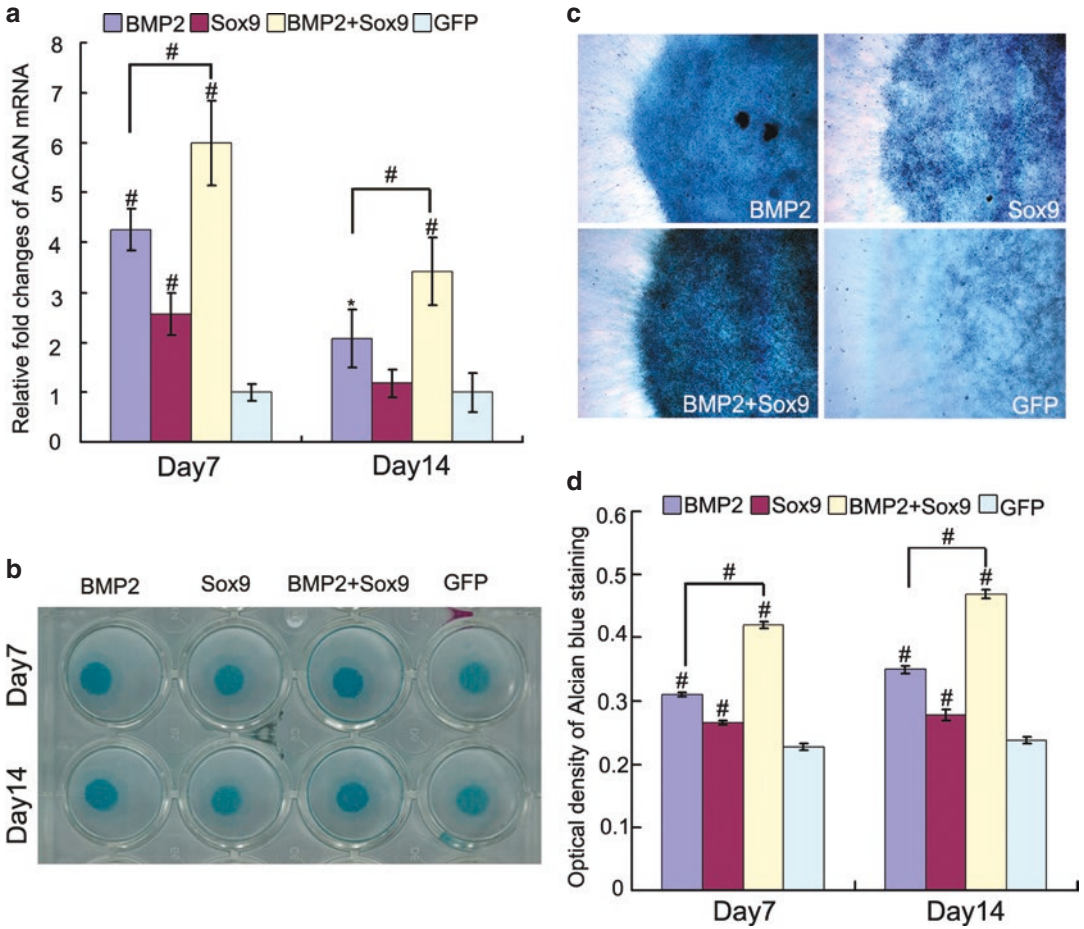 a
BMP2 Sox9 BMP2+Sox9 GFP
Relative fold changes of ACAN mRNA
8
7
6
5
4
3
2
1
0
# # # # #
# # *
Day7 Day14
b
BMP2 Sox9 BMP2+Sox9 GFP
Day7
Day14
c
BMP2
Sox9
BMP2+Sox9
GFP
d
BMP2 Sox9 BMP2+Sox9 GFP
Optical density of Alcian blue staining
0.6
0.5
0.4
0.3
0.2
0.1
0
# # # #
# # # #
Day7 Day14